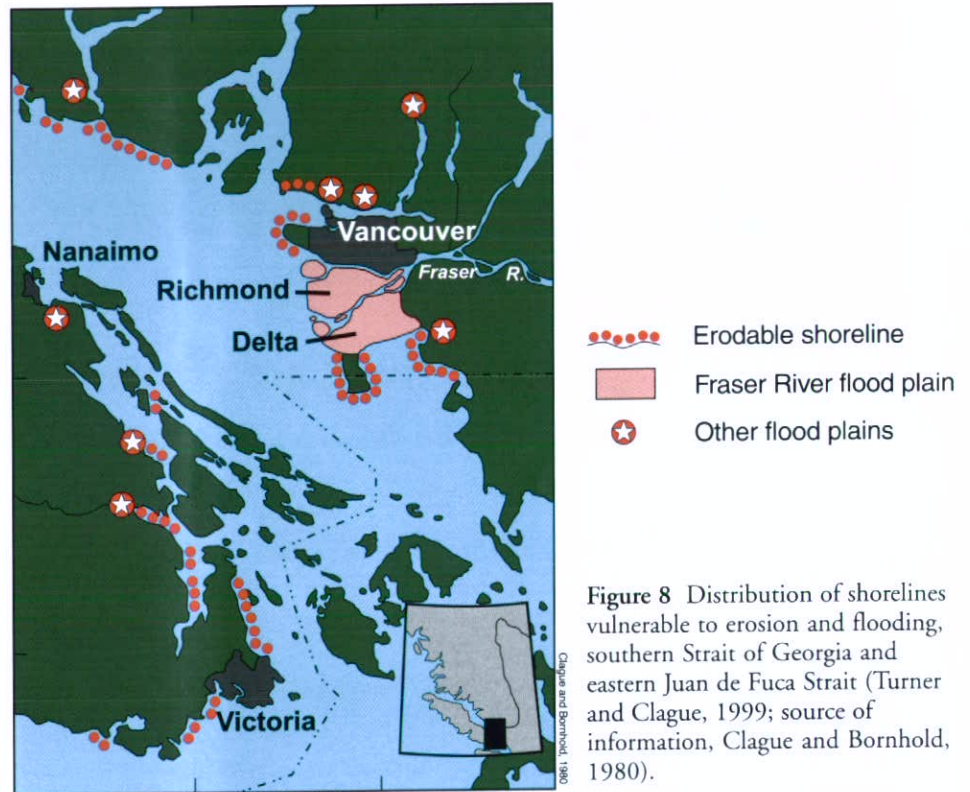 Vancouver
Nanaimo
Fraser R.
Richmond
Delta
Victoria
Clague and Bornhold, 1980
Erodable shoreline
Fraser River flood plain
Other flood plains
Figure 8 Distribution of shorelines
vulnerable to erosion and flooding,
southern Strait of Georgia and
eastern Juan de Fuca Strait (Turner
and Clague, 1999; source of
information, Clague and Bornhold,
1980).